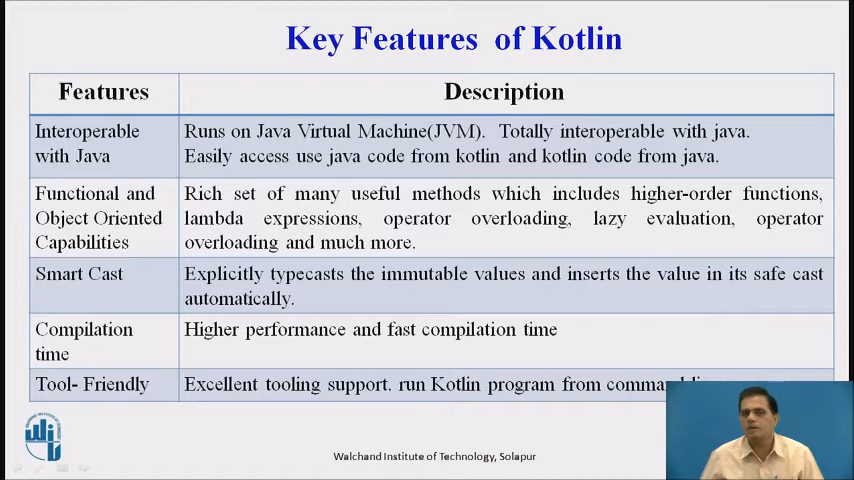 Key Features of Kotlin
Features Description
Interoperable Runs on Java Virtual Machine(JVM). Totally interoperable with java.
with Java Easily access use java code from kotlin and kotlin code from java.
Functional and Rich set of many useful methods which includes higher-order functions,
Object Oriented lambda expressions, operator overloading, lazy evaluation, operator
Capabilities overloading and much more.
Smart Cast Explicitly typecasts the immutable values and inserts the value in its safe cast
automatically.
Compilation Higher performance and fast compilation time
time
Tool- Friendly Excellent tooling support. run Kotlin program from
Walchand Institute of Technology, Solapur